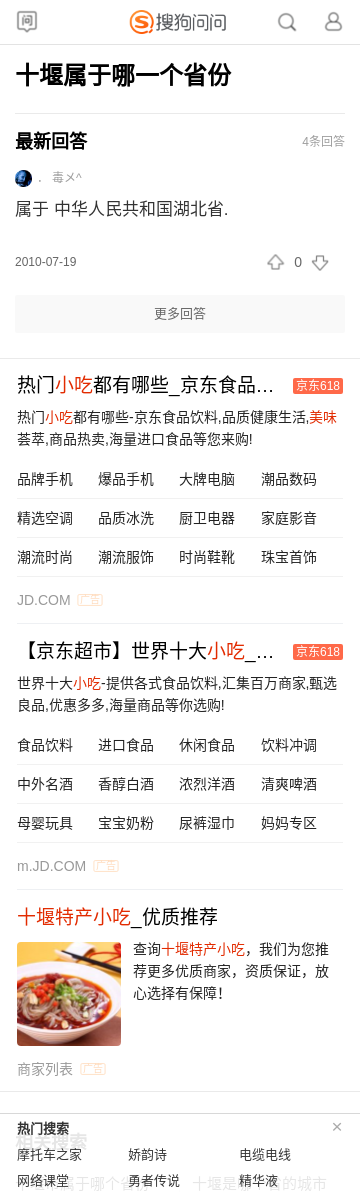 问 搜狗问问
十堰属于哪一个省份
最新回答 4条回答
. 毒メ^
属于 中华人民共和国湖北省.
2010-07-19 0
更多回答
热门小吃都有哪些_京东食品… 京东618
热门小吃都有哪些-京东食品饮料,品质健康生活,美味
荟萃,商品热卖,海量进口食品等您来购!
品牌手机 爆品手机 大牌电脑 潮品数码
精选空调 品质冰洗 厨卫电器 家庭影音
潮流时尚 潮流服饰 时尚鞋靴 珠宝首饰
JD.COM 广告
【京东超市】世界十大小吃_… 京东618
世界十大小吃-提供各式食品饮料,汇集百万商家,甄选
良品,优惠多多,海量商品等你选购!
食品饮料 进口食品 休闲食品 饮料冲调
中外名酒 香醇白酒 浓烈洋酒 清爽啤酒
母婴玩具 宝宝奶粉 尿裤湿巾 妈妈专区
m.JD.COM 广告
十堰特产小吃_优质推荐
查询十堰特产小吃，我们为您推
荐更多优质商家，资质保证，放
心选择有保障！
商家列表 广告
热门搜索 ×
相关搜索
摩托车之家 娇韵诗 电缆电线
网络课堂 勇者传说 精华液